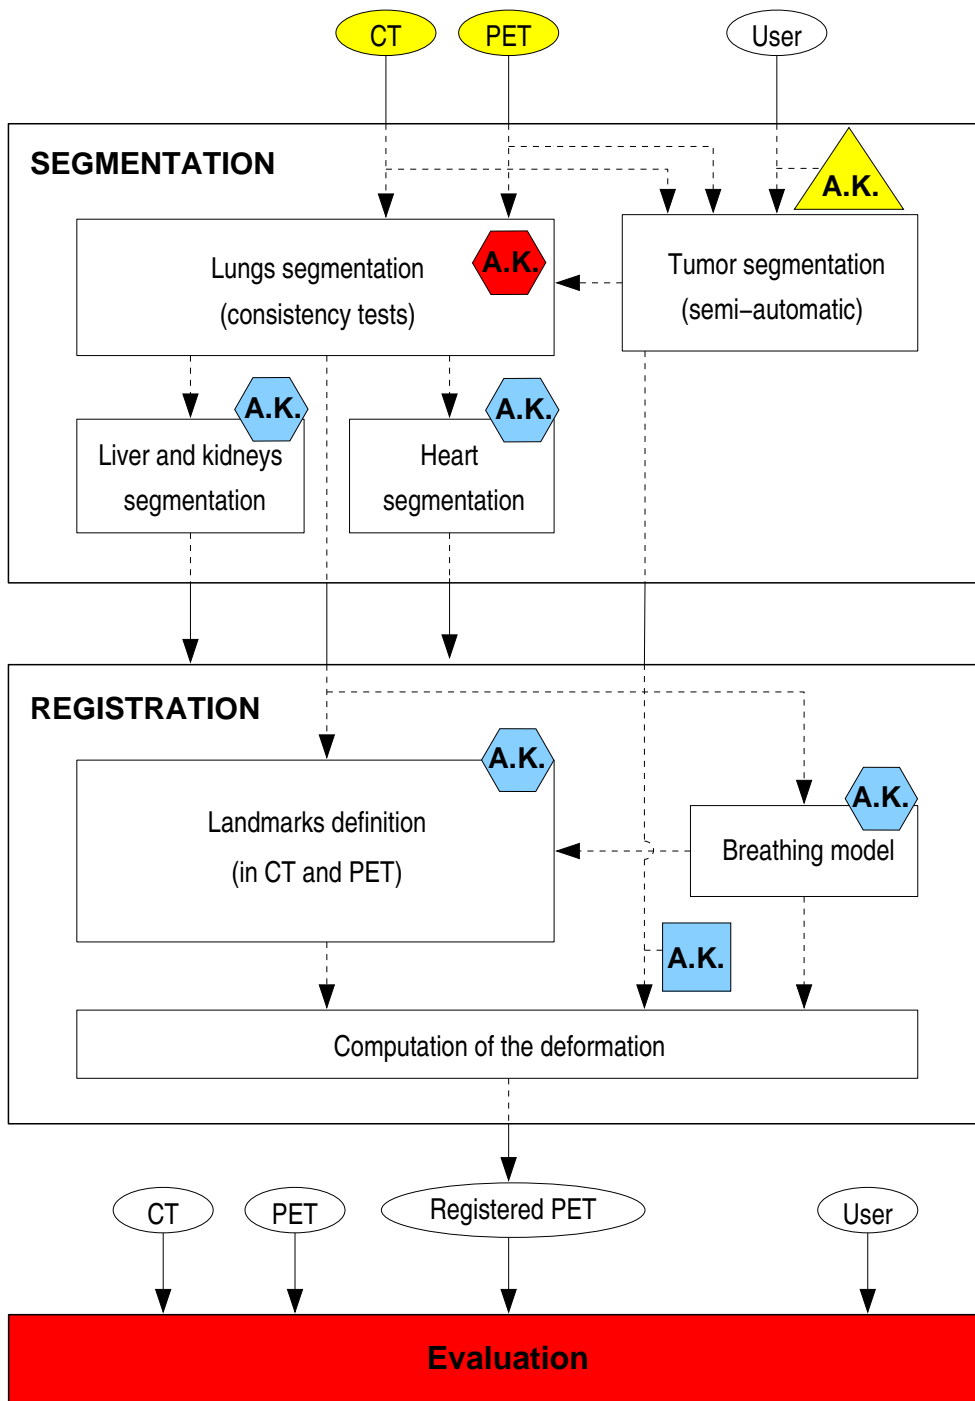 CT
PET
User
SEGMENTATION
A.K.
A.K.
Lungs segmentation
(consistency tests)
Tumor segmentation
(semi−automatic)
A.K.
A.K.
Liver and kidneys
segmentation
Heart
segmentation
REGISTRATION
A.K.
A.K.
Landmarks definition
(in CT and PET)
Breathing model
A.K.
Computation of the deformation
CT
PET
Registered PET
User
Evaluation